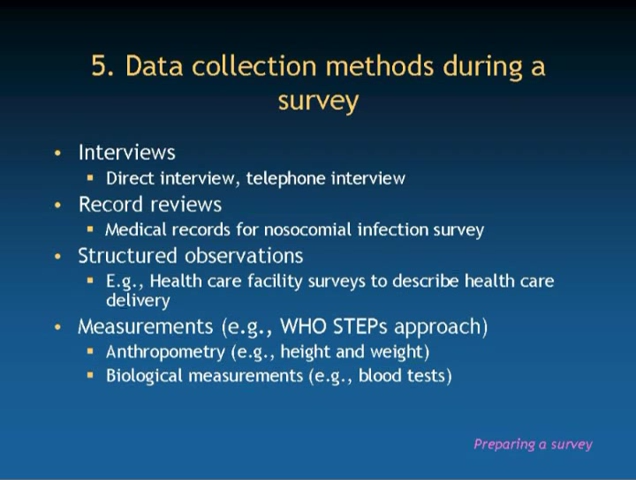 5. Data collection methods during a
survey
• Interviews
▪ Direct interview, telephone interview
• Record reviews
▪ Medical records for nosocomial infection survey
• Structured observations
▪ E.g., Health care facility surveys to describe health care
delivery
• Measurements (e.g., WHO STEPs approach)
▪ Anthropometry (e.g., height and weight)
▪ Biological measurements (e.g., blood tests)
Preparing a survey